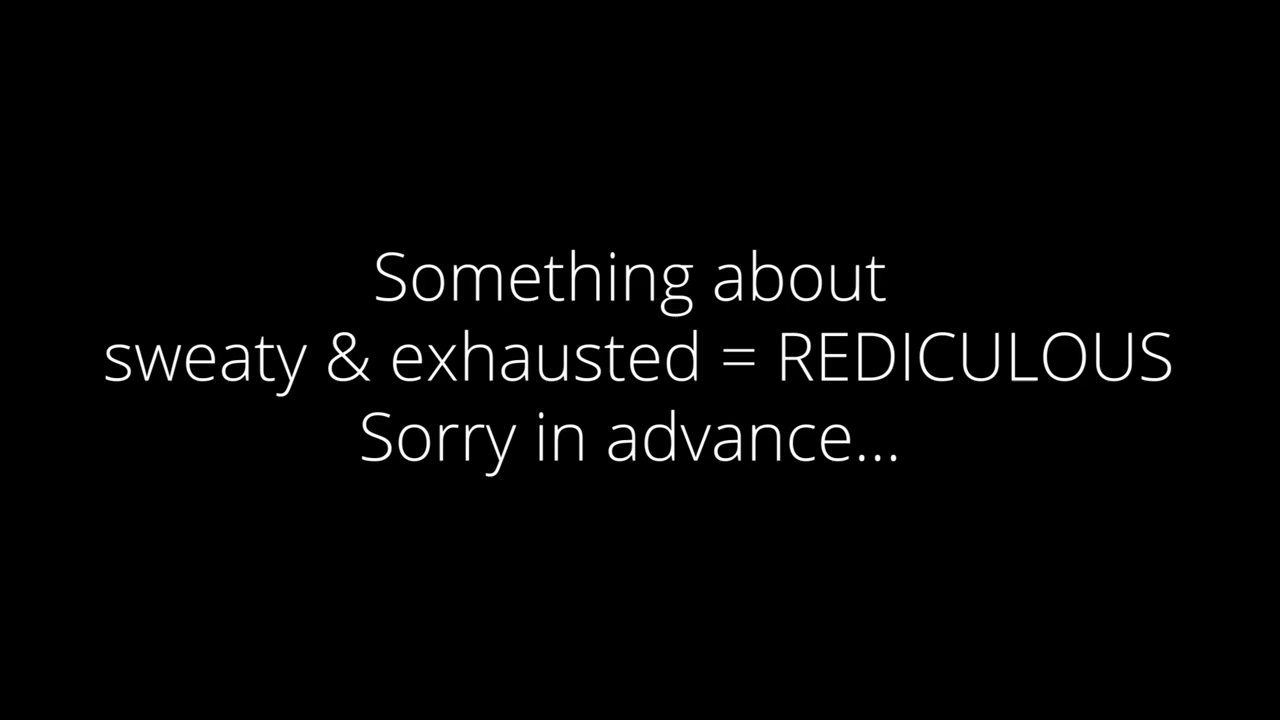 Something about
sweaty & exhausted = REDICULOUS
Sorry in advance...